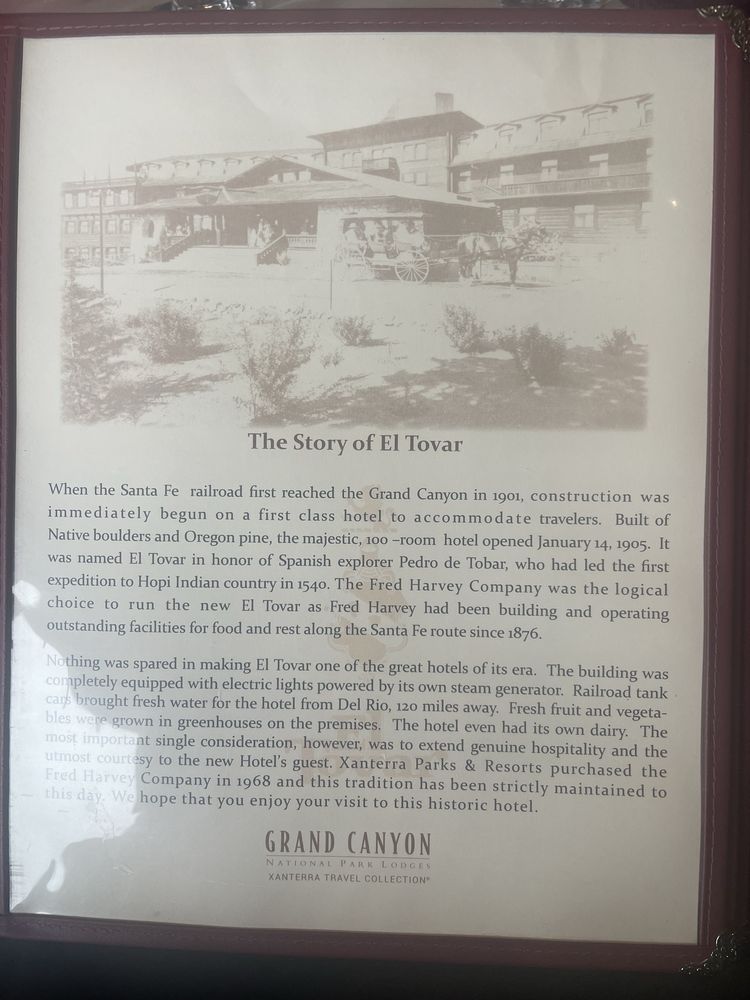 The Story of El Tovar
When the Santa Fe railroad first reached the Grand Canyon in 1901, construction was
immediately begun on a first class hotel to accommodate travelers. Built of
Native boulders and Oregon pine, the majestic, 100 –room hotel opened January 14, 1905. It
was named El Tovar in honor of Spanish explorer Pedro de Tobar, who had led the first
expedition to Hopi Indian country in 1540. The Fred Harvey Company was the logical
choice to run the new El Tovar as Fred Harvey had been building and operating
outstanding facilities for food and rest along the Santa Fe route since 1876.
Nothing was spared in making El Tovar one of the great hotels of its era. The building was
completely equipped with electric lights powered by its own steam generator. Railroad tank
cars brought fresh water for the hotel from Del Rio, 120 miles away. Fresh fruit and vegeta-
bles were grown in greenhouses on the premises. The hotel even had its own dairy. The
most important single consideration, however, was to extend genuine hospitality and the
utmost courtesy to the new Hotel's guest. Xanterra Parks & Resorts purchased the
Fred Harvey Company in 1968 and this tradition has been strictly maintained to
this day. We hope that you enjoy your visit to this historic hotel.
GRAND CANYON
NATIONAL PARK LODGES
XANTERRA TRAVEL COLLECTION®